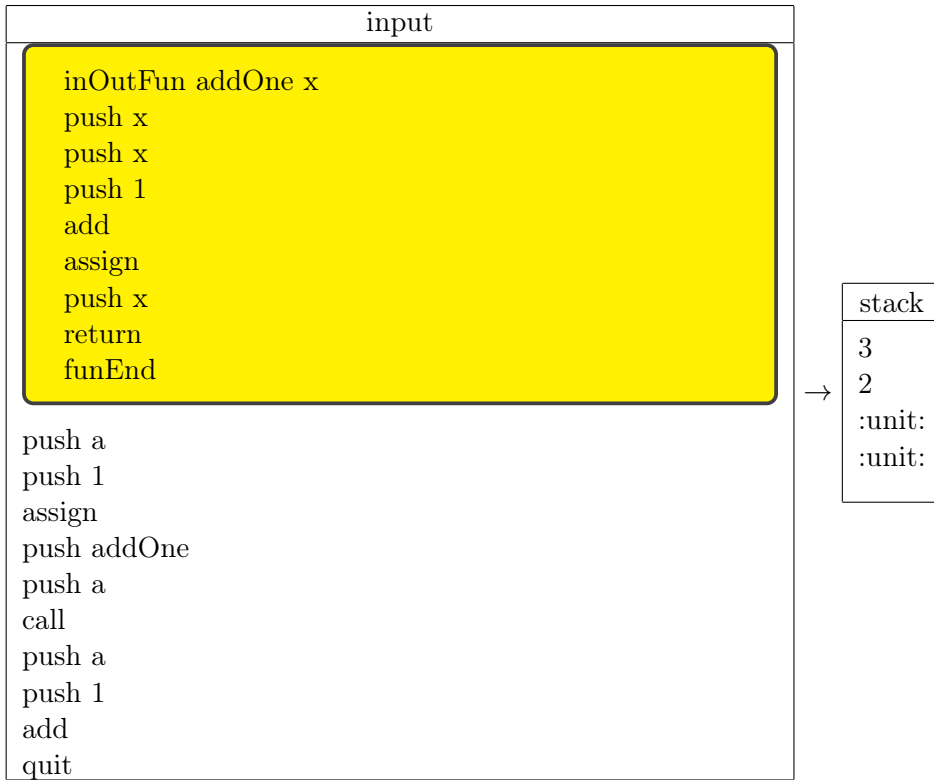 input
inOutFun addOne x
push x
push x
push 1
add
assign
push x
return
funEnd
push a
push 1
assign
push addOne
push a
call
push a
push 1
add
quit
→
stack
3
2
:unit:
:unit: